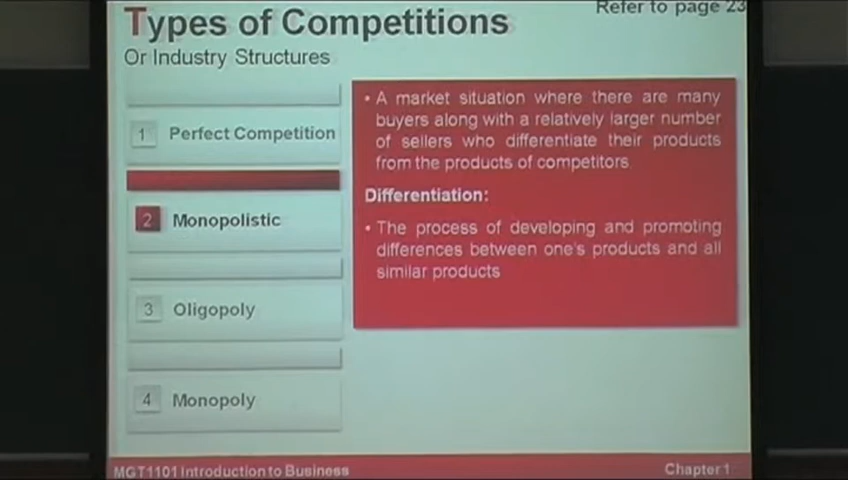 Types of Competitions
Refer to page 23
Or Industry Structures
1 Perfect Competition
2 Monopolistic
3 Oligopoly
4 Monopoly
• A market situation where there are many
buyers along with a relatively larger number
of sellers who differentiate their products
from the products of competitors
Differentiation:
• The process of developing and promoting
differences between one's products and all
similar products
MGT1101 Introduction to Business
Chapter 1